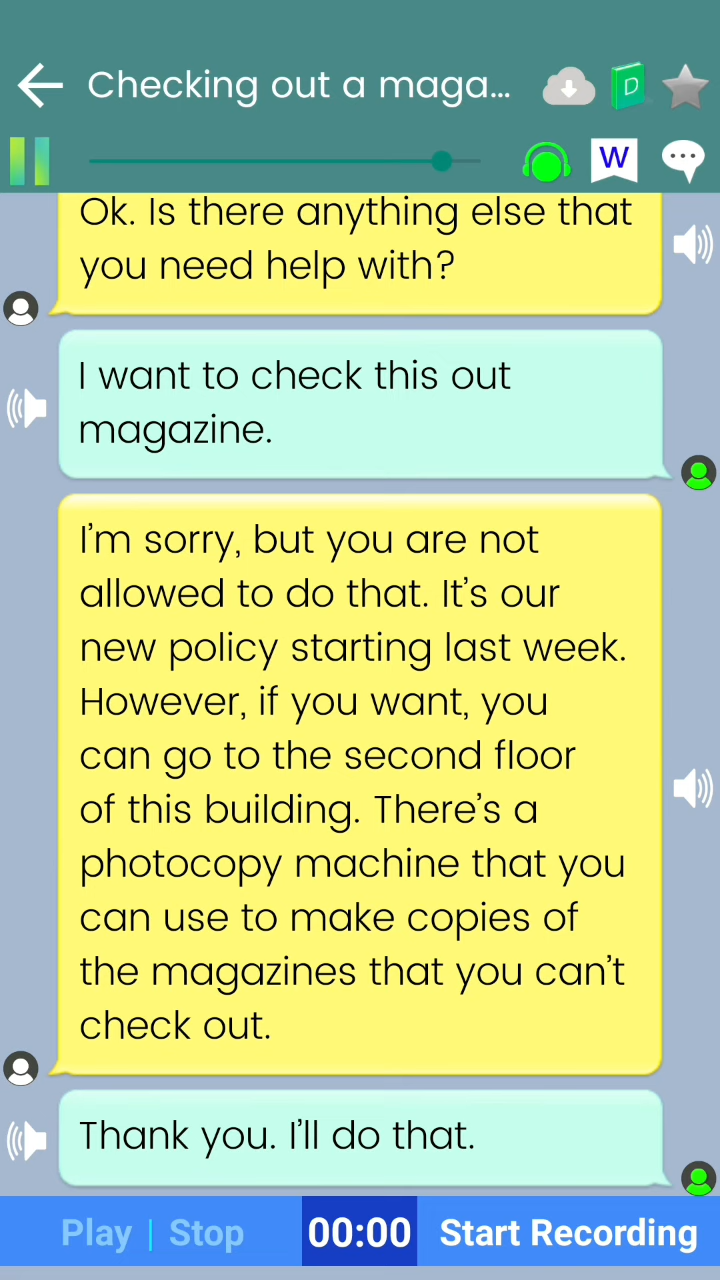 Checking out a maga...
D
W
Ok. Is there anything else that
you need help with?
I want to check this out
magazine.
I'm sorry, but you are not
allowed to do that. It's our
new policy starting last week.
However, if you want, you
can go to the second floor
of this building. There's a
photocopy machine that you
can use to make copies of
the magazines that you can't
check out.
Thank you. I'll do that.
Play | Stop 00:00 Start Recording